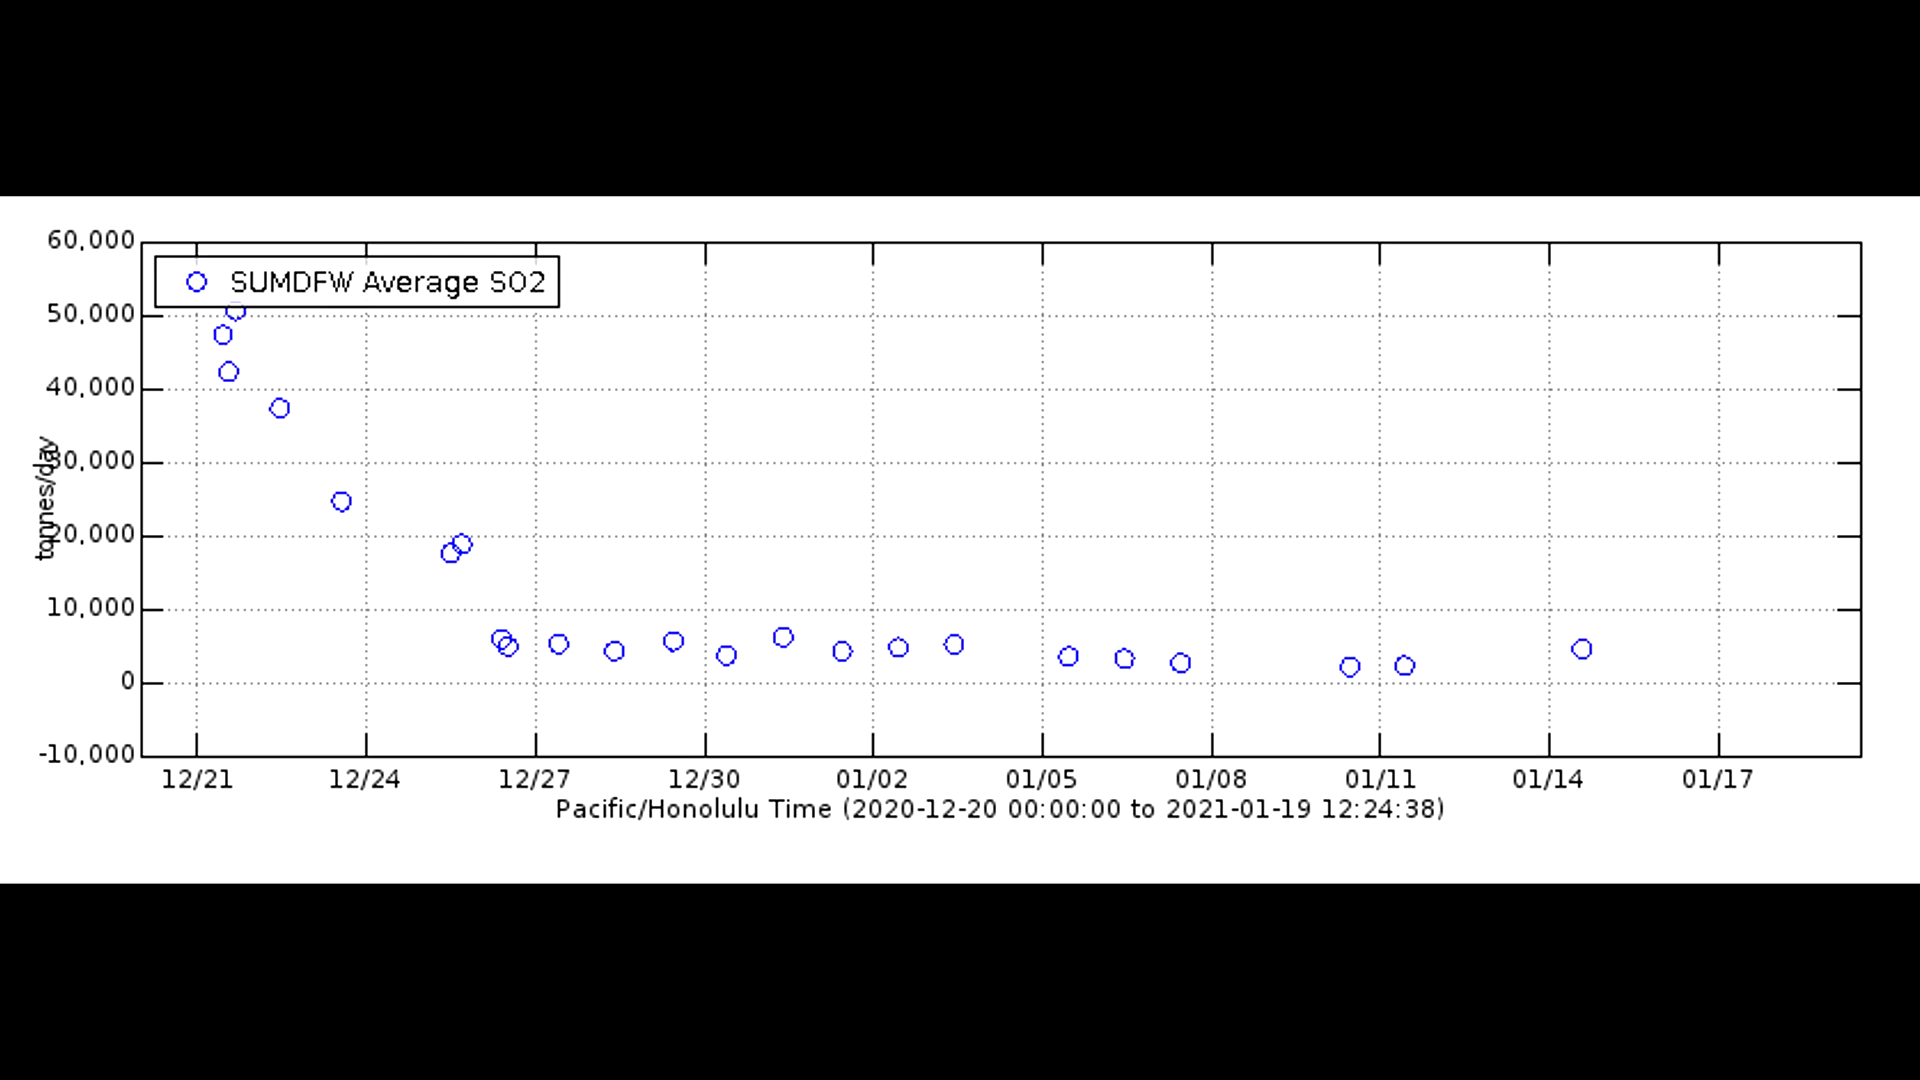 60,000
SUMDFW Average SO2
50,000
40,000
30,000
20,000
10,000
0
-10,000
tonnes/day
12/21 12/24 12/27 12/30 01/02 01/05 01/08 01/11 01/14 01/17
Pacific/Honolulu Time (2020-12-20 00:00:00 to 2021-01-19 12:24:38)